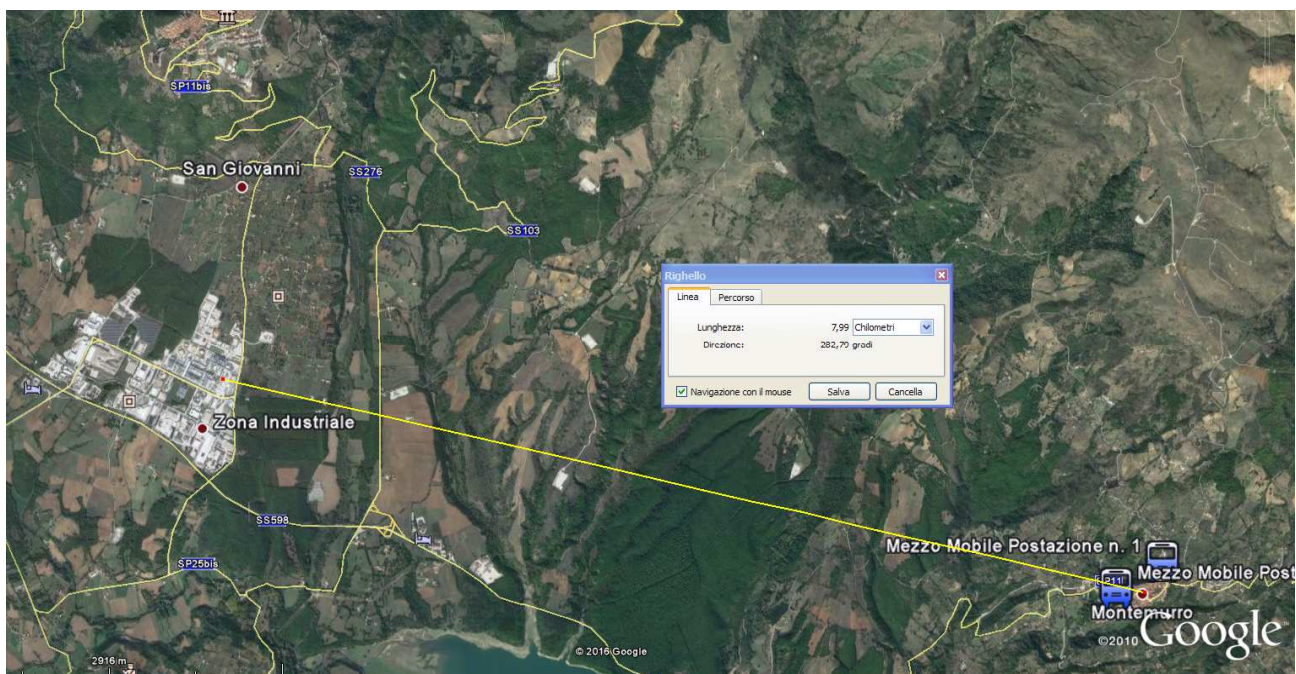 SP11bis
San Giovanni
SS276
SS103
Righello
Linea Percorso
Lunghezza: 7,99 Chilometri
Direzione: 282,79 gradi
Navigazione con il mouse Salva Cancella
Zona Industriale
SS598
SP25bis
Mezzo Mobile Postazione n. 1
Mezzo Mobile Post
Montemurro
©2010 Google
© 2016 Google
2916 m